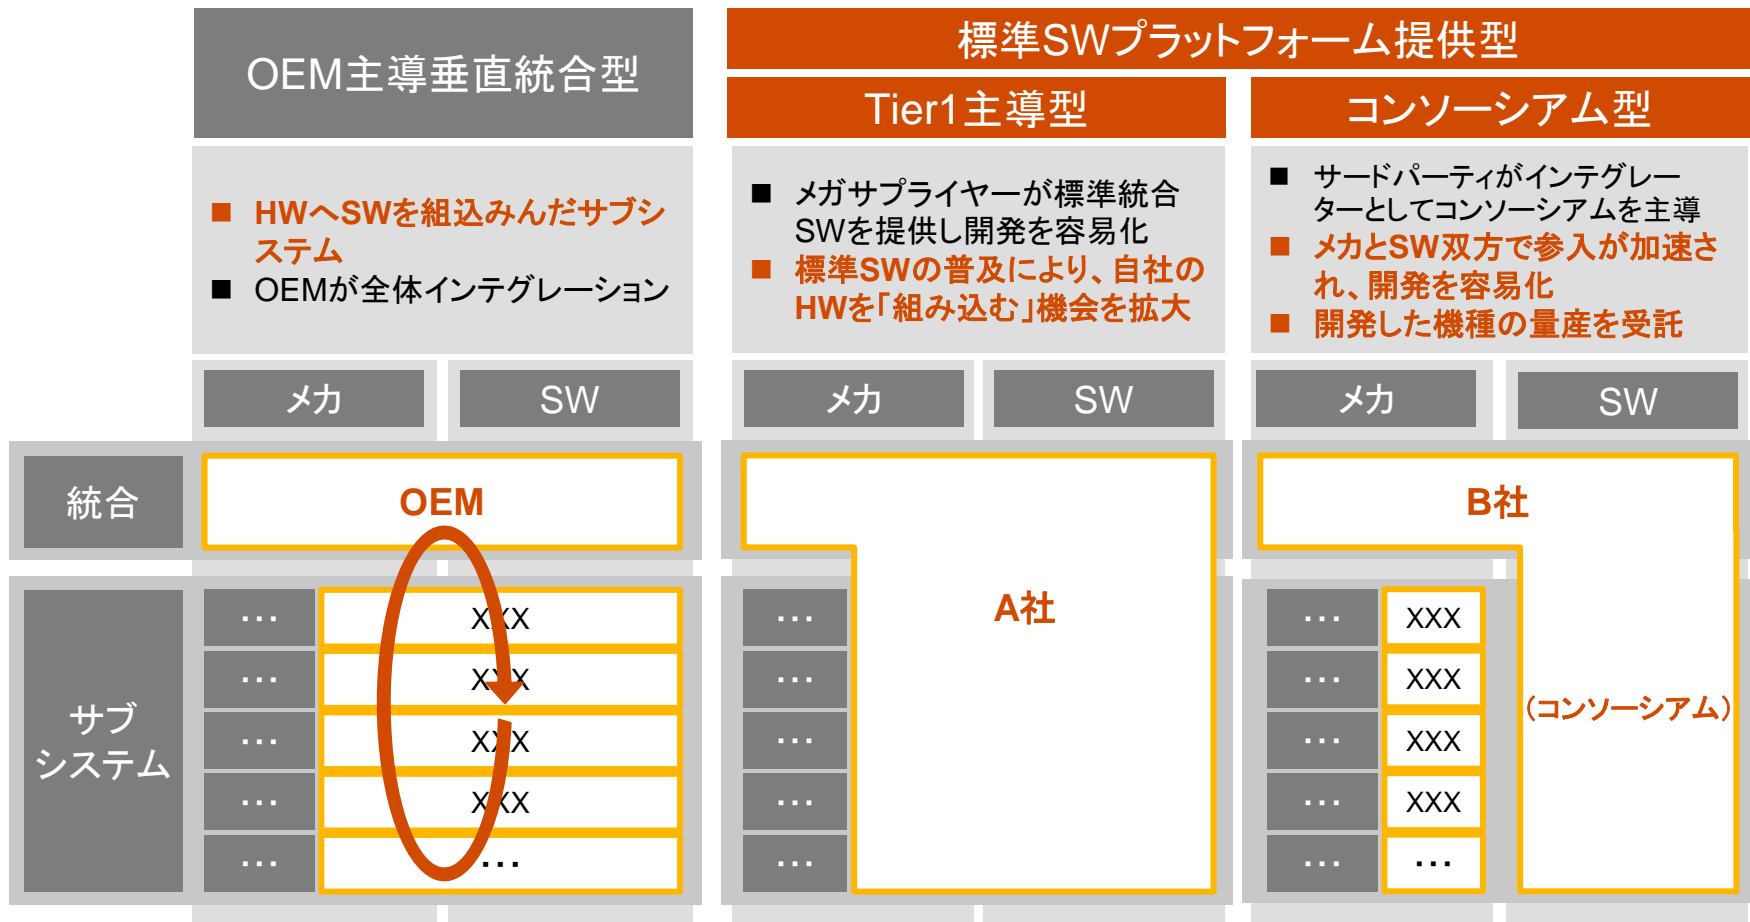 OEM主導垂直統合型
標準SWプラットフォーム提供型
Tier1主導型
コンソーシアム型
■ HWへSWを組込みんだサブシ
ステム
■ OEMが全体インテグレーション
■ メガサプライヤーが標準統合
SWを提供し開発を容易化
■ 標準SWの普及により、自社の
HWを「組み込む」機会を拡大
■ サードパーティがインテグレー
ターとしてコンソーシアムを主導
■ メカとSW双方で参入が加速さ
れ、開発を容易化
■ 開発した機種の量産を受託
メカ
SW
メカ
SW
メカ
SW
統合
OEM
B社
サブ
システム
･･･
XXX
･･･
XXX
･･･
XXX
･･･
XXX
･･･
･･･
A社
･･･
･･･
･･･
･･･
･･･
･･･
XXX
･･･
XXX
･･･
XXX
･･･
XXX
･･･
･･･
（コンソーシアム）